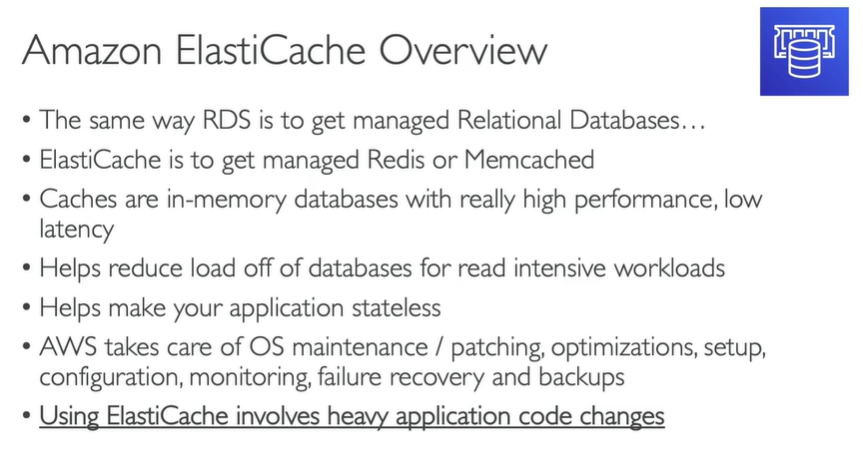 Amazon ElastiCache Overview
• The same way RDS is to get managed Relational Databases…
• ElastiCache is to get managed Redis or Memcached
• Caches are in-memory databases with really high performance, low
latency
• Helps reduce load off of databases for read intensive workloads
• Helps make your application stateless
• AWS takes care of OS maintenance / patching, optimizations, setup,
configuration, monitoring, failure recovery and backups
• Using ElastiCache involves heavy application code changes